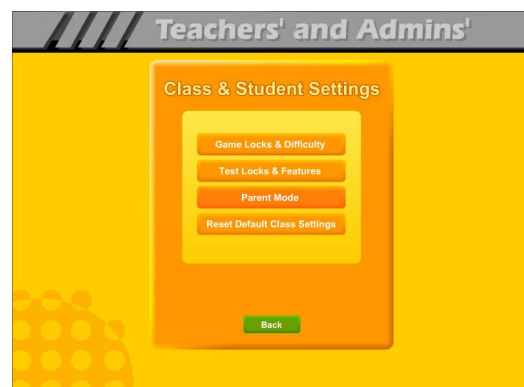 Teachers' and Admins'
Class & Student Settings
Game Locks & Difficulty
Test Locks & Features
Parent Mode
Reset Default Class Settings
Back